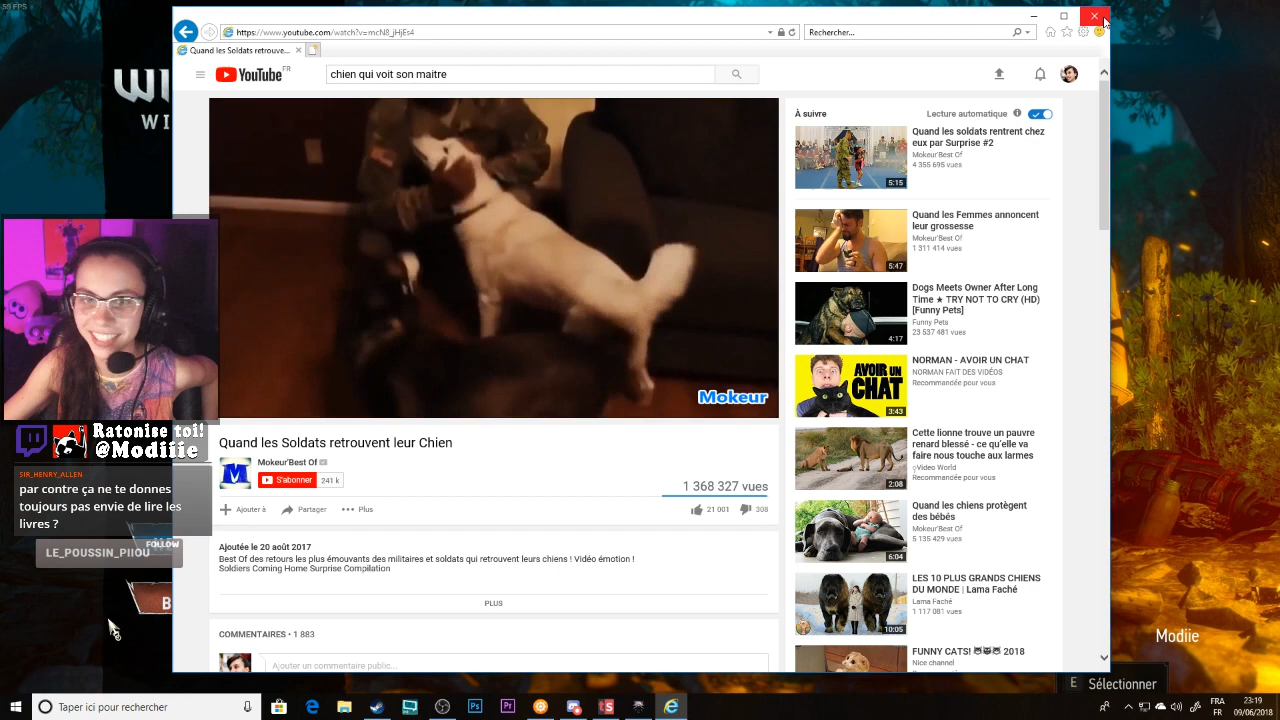 59 FPS
https://www.youtube.com/watch?v=mcN8_jHjEs4
Rechercher...
Quand les Soldats retrouve...
YouTube FR
chien qui voit son maitre
WI
WI
Mokeur
À suivre
Lecture automatique
Quand les soldats rentrent chez
eux par Surprise #2
Mokeur'Best Of
4 355 695 vues
5:15
Quand les Femmes annoncent
leur grossesse
Mokeur'Best Of
1 311 414 vues
5:47
Dogs Meets Owner After Long
Time ★ TRY NOT TO CRY (HD)
[Funny Pets]
Funny Pets
23 537 481 vues
4:17
NORMAN - AVOIR UN CHAT
NORMAN FAIT DES VIDÉOS
Recommandée pour vous
AVOIR UN
CHAT
3:43
Cette lionne trouve un pauvre
renard blessé - ce qu'elle va
faire nous touche aux larmes
Video World
Recommandée pour vous
2:08
Quand les chiens protègent
des bébés
Mokeur'Best Of
5 135 429 vues
6:04
LES 10 PLUS GRANDS CHIENS
DU MONDE | Lama Faché
Lama Faché
1 117 081 vues
10:05
FUNNY CATS! 2018
Nice channel
Ratonise toi!
@Modiiie
SIR_HENRY_ALLEN
par contre ça ne te donnes
toujours pas envie de lire les
livres ?
FOLLOW
LE_POUSSIN_PIIOU
B
Quand les Soldats retrouvent leur Chien
Mokeur'Best Of
S'abonner 241 k
1 368 327 vues
Ajouter à
Partager
Plus
21 001
308
Ajoutée le 20 août 2017
Best Of des retours les plus émouvants des militaires et soldats qui retrouvent leurs chiens ! Vidéo émotion !
Soldiers Coming Home Surprise Compilation
PLUS
COMMENTAIRES • 1 883
Ajouter un commentaire public...
Modiie
E Sélectionner
Taper ici pour rechercher
Ps
Pr
FRA
FR
23:19
09/06/2018